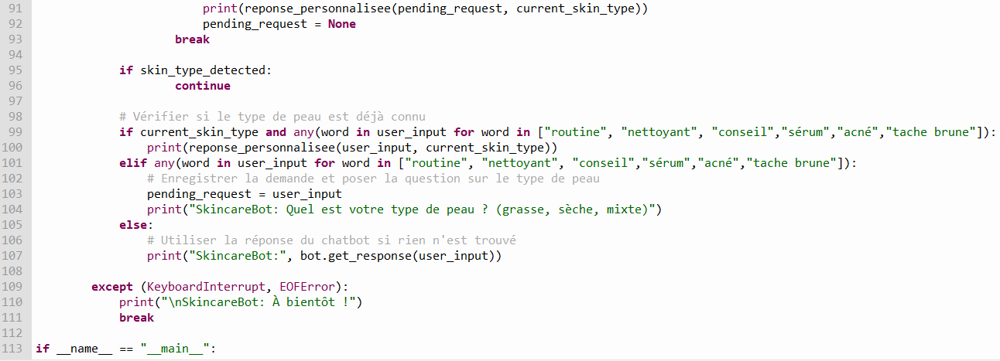 91 print(reponse_personnalisee(pending_request, current_skin_type))
92 pending_request = None
93 break
94
95 if skin_type_detected:
96 continue
97
98 # Vérifier si le type de peau est déjà connu
99 if current_skin_type and any(word in user_input for word in ["routine", "nettoyant", "conseil","sérum","acné","tache brune"]):
100 print(reponse_personnalisee(user_input, current_skin_type))
101 elif any(word in user_input for word in ["routine", "nettoyant", "conseil","sérum","acné","tache brune"]):
102 # Enregistrer la demande et poser la question sur le type de peau
103 pending_request = user_input
104 print("SkincareBot: Quel est votre type de peau ? (grasse, sèche, mixte)")
105 else:
106 # Utiliser la réponse du chatbot si rien n'est trouvé
107 print("SkincareBot:", bot.get_response(user_input))
108
109 except (KeyboardInterrupt, EOFError):
110 print("\nSkincareBot: À bientôt !")
111 break
112
113 if __name__ == "__main__":